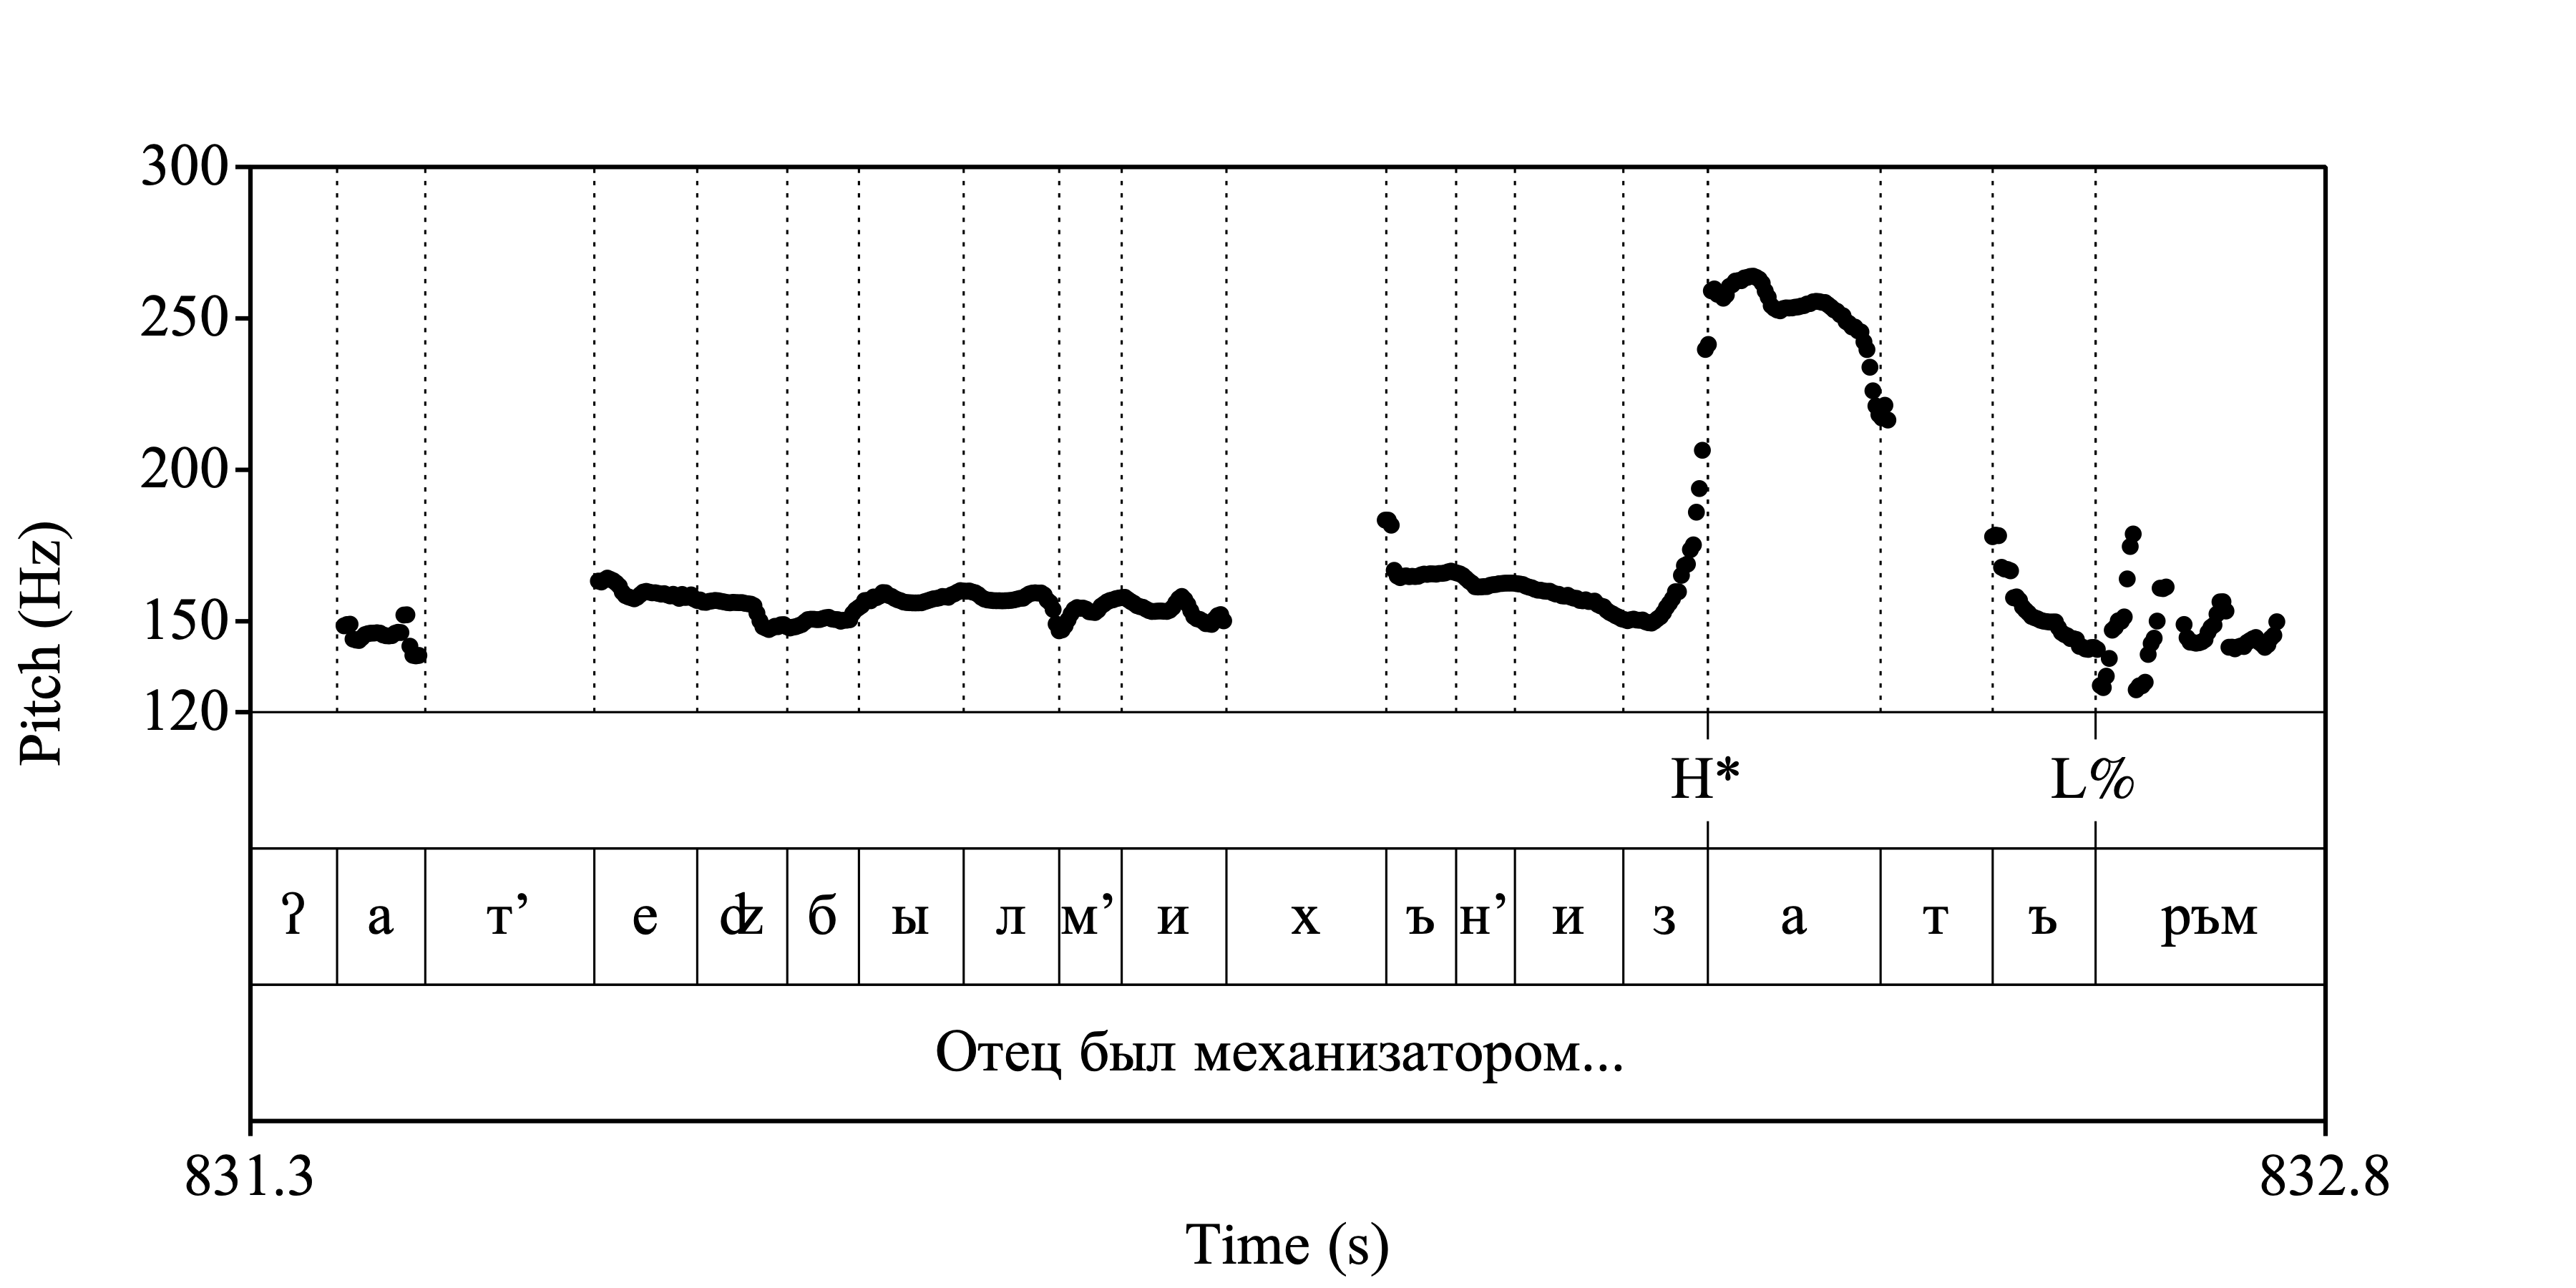 300
250
200
150
120
Pitch (Hz)
H* L%
ʔ а т’ е ʣ б ы л м’ и х ъ н’ и з а т ъ ръм
Отец был механизатором...
831.3 832.8
Time (s)